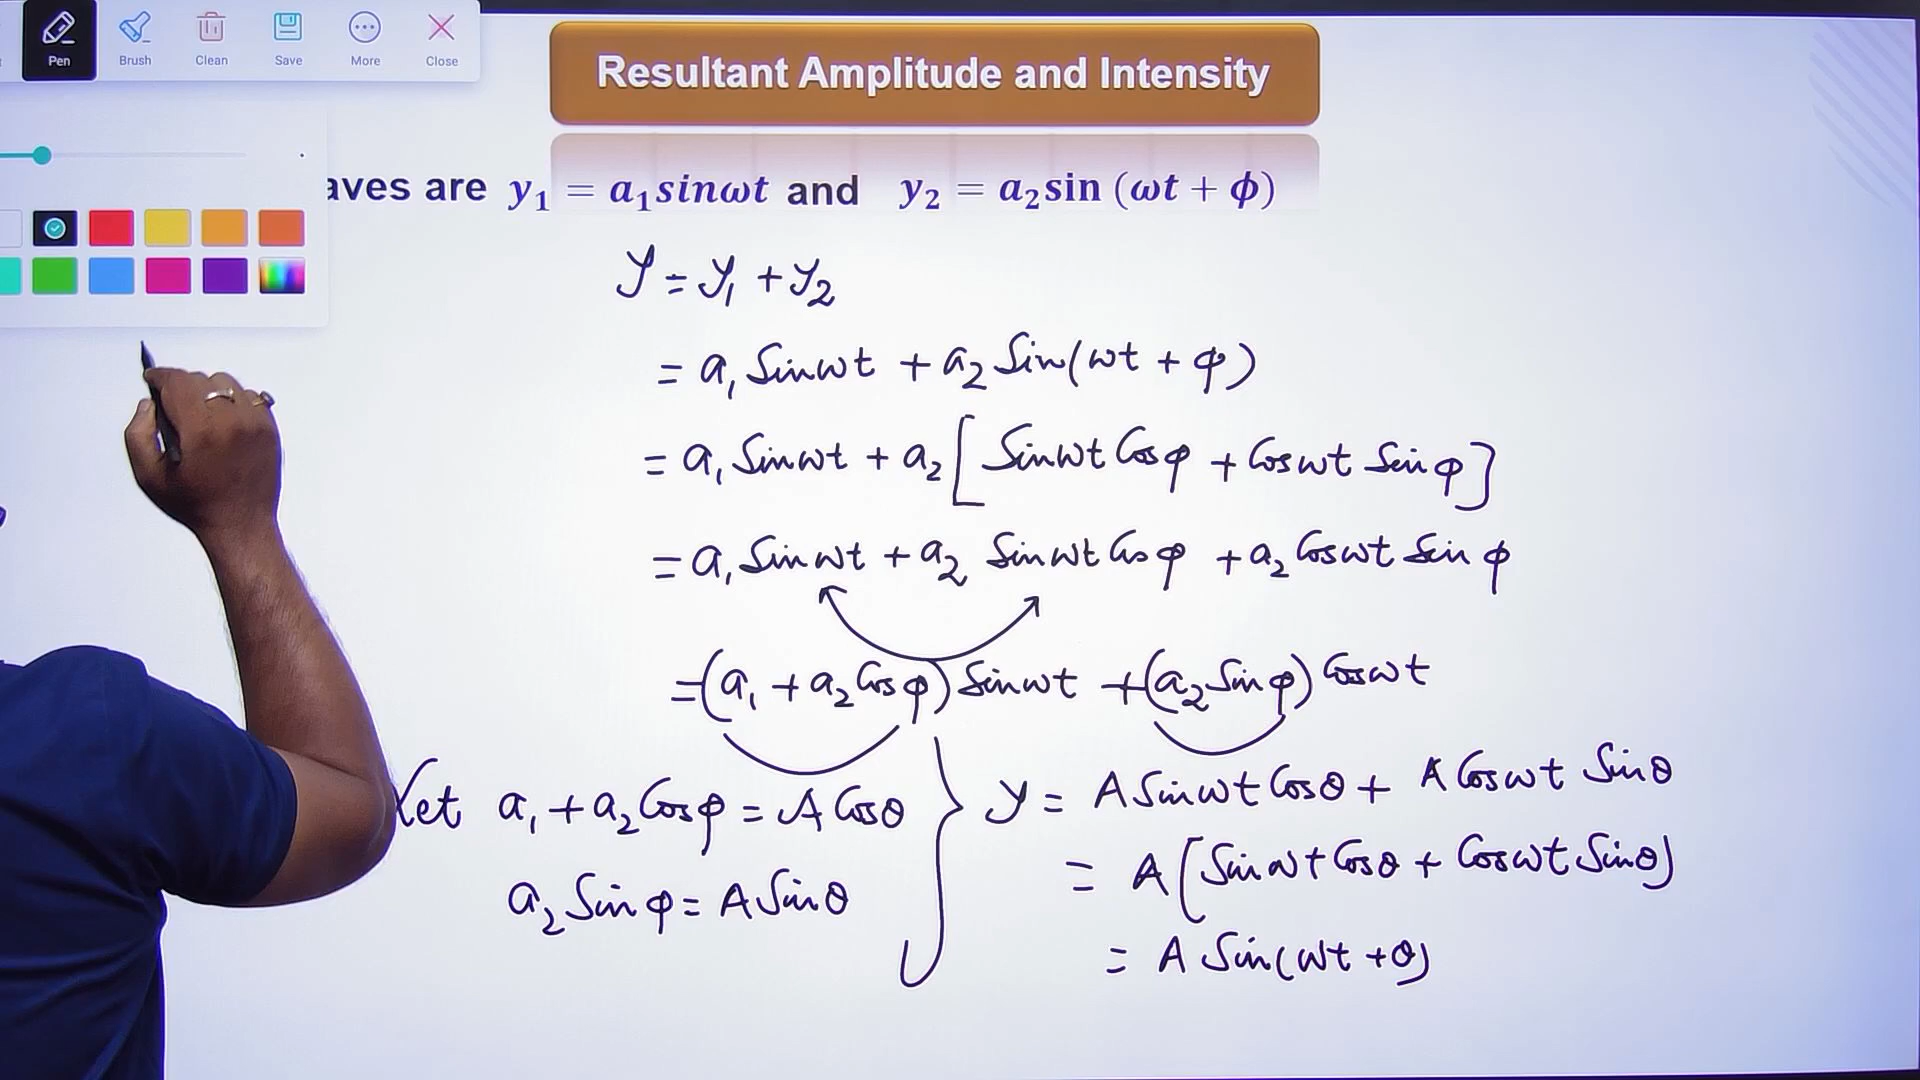 Pen Brush Clean Save More Close
Resultant Amplitude and Intensity
aves are y₁ = a₁sinωt and y₂ = a₂sin (ωt + ϕ)
y = y₁ + y₂
= a₁ Sinωt + a₂ Sin(ωt + φ)
= a₁ Sinωt + a₂ [Sinωt Cosφ + Cosωt Sinφ]
= a₁ Sinωt + a₂ Sinωt Cosφ + a₂ Cosωt Sinφ
= (a₁ + a₂ Cosφ) Sinωt + (a₂ Sinφ) Cosωt
Let a₁ + a₂ Cosφ = A Cosθ
a₂ Sinφ = A Sinθ
y = A Sinωt Cosθ + A Cosωt Sinθ
= A [Sinωt Cosθ + Cosωt Sinθ]
= A Sin(ωt + θ)